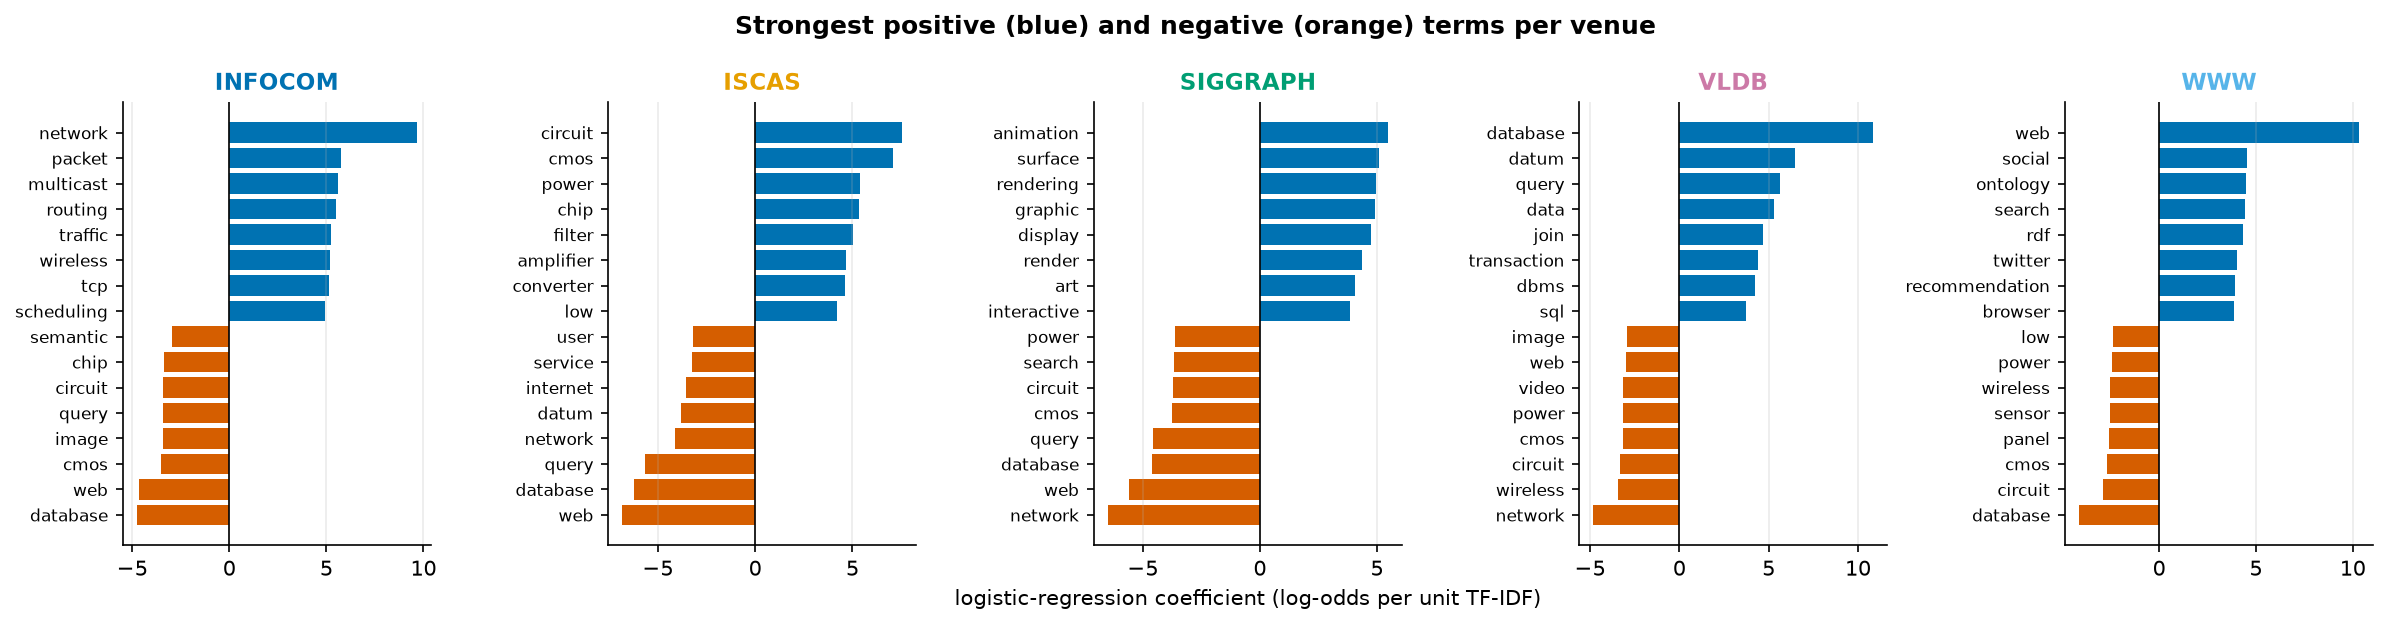 Strongest positive (blue) and negative (orange) terms per venue
INFOCOM
network
packet
multicast
routing
traffic
wireless
tcp
scheduling
semantic
chip
circuit
query
image
cmos
web
database
−5 0 5 10
ISCAS
circuit
cmos
power
chip
filter
amplifier
converter
low
user
service
internet
datum
network
query
database
web
−5 0 5
SIGGRAPH
animation
surface
rendering
graphic
display
render
art
interactive
power
search
circuit
cmos
query
database
web
network
−5 0 5
VLDB
database
datum
query
data
join
transaction
dbms
sql
image
web
video
power
cmos
circuit
wireless
network
−5 0 5 10
WWW
web
social
ontology
search
rdf
twitter
recommendation
browser
low
power
wireless
sensor
panel
cmos
circuit
database
0 5 10
logistic-regression coefficient (log-odds per unit TF-IDF)